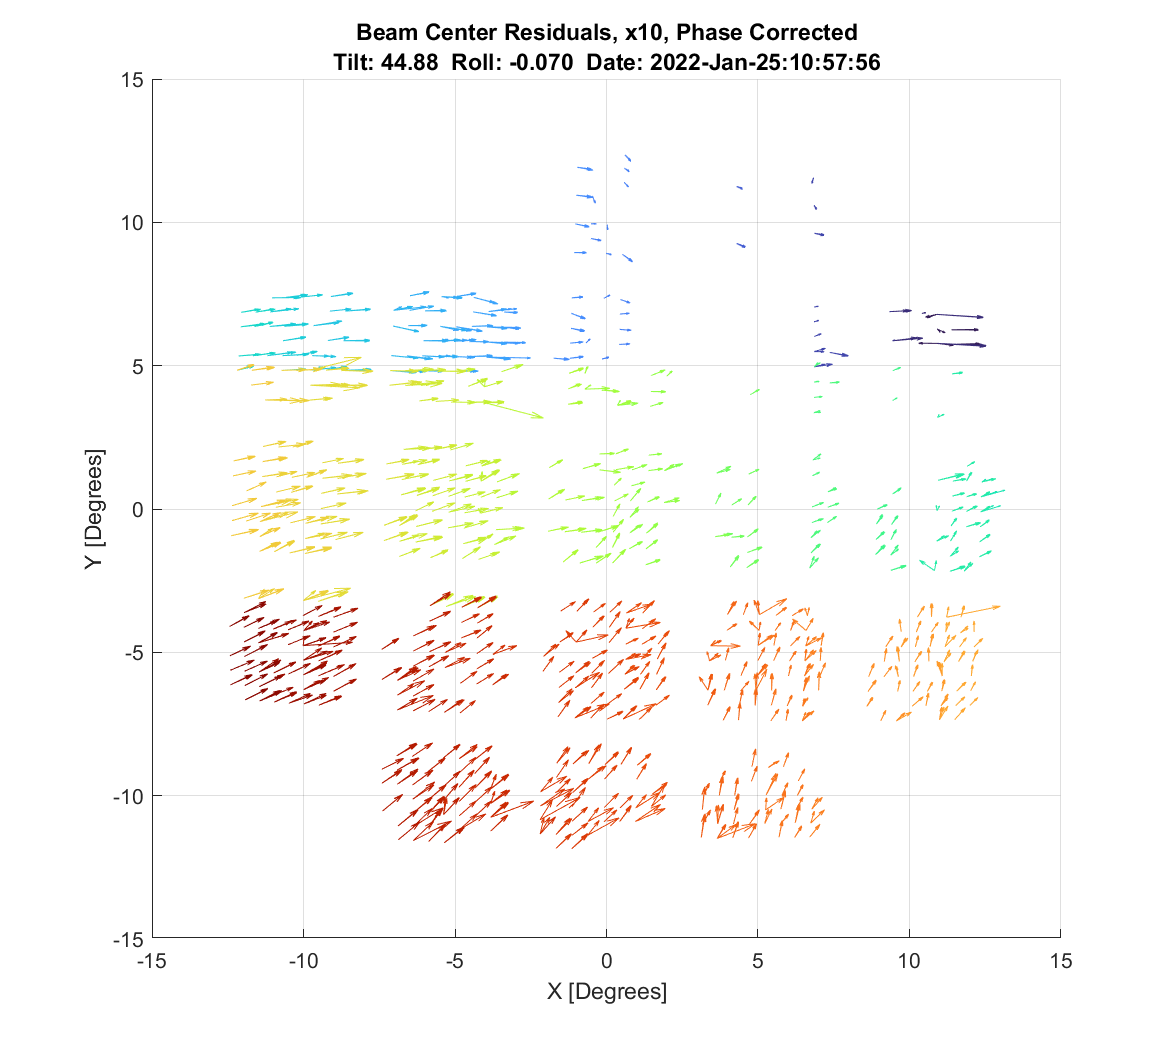 Beam Center Residuals, x10, Phase Corrected
Tilt: 44.88 Roll: -0.070 Date: 2022-Jan-25:10:57:56
15
10
5
0
-5
-10
-15
Y [Degrees]
-15 -10 -5 0 5 10 15
X [Degrees]